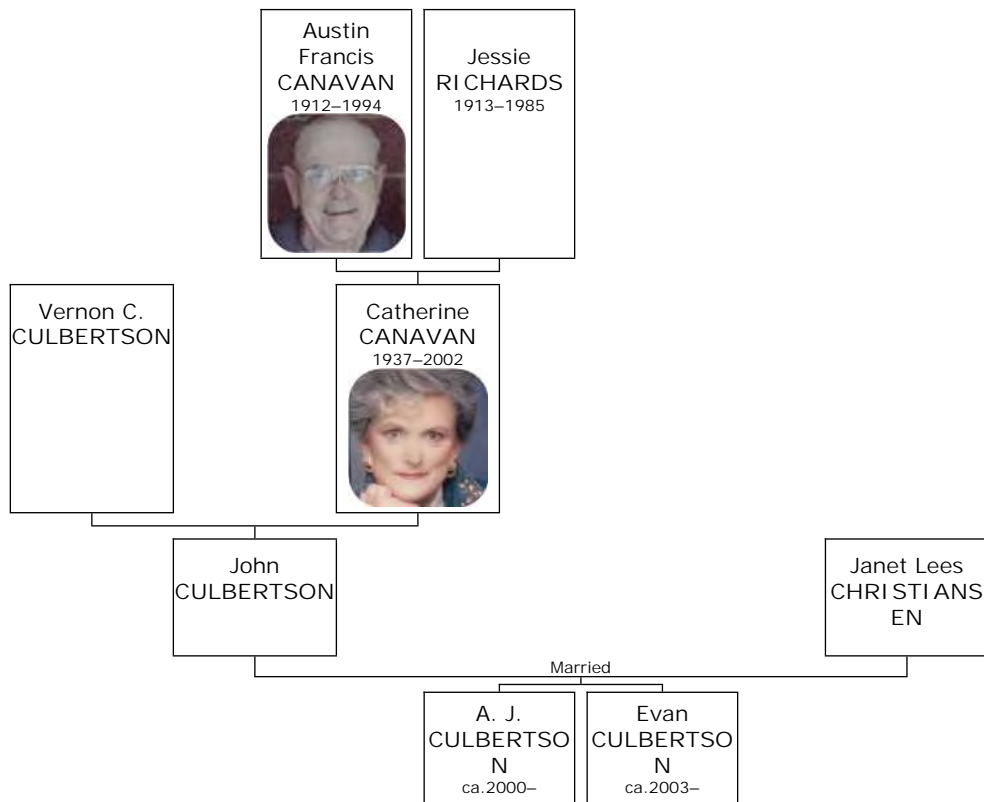 Austin
Francis
CANAVAN
1912–1994
Jessie
RICHARDS
1913–1985
Vernon C.
CULBERTSON
Catherine
CANAVAN
1937–2002
John
CULBERTSON
Janet Lees
CHRISTIANS
EN
Married
A. J.
CULBERTSO
N
ca.2000–
Evan
CULBERTSO
N
ca.2003–